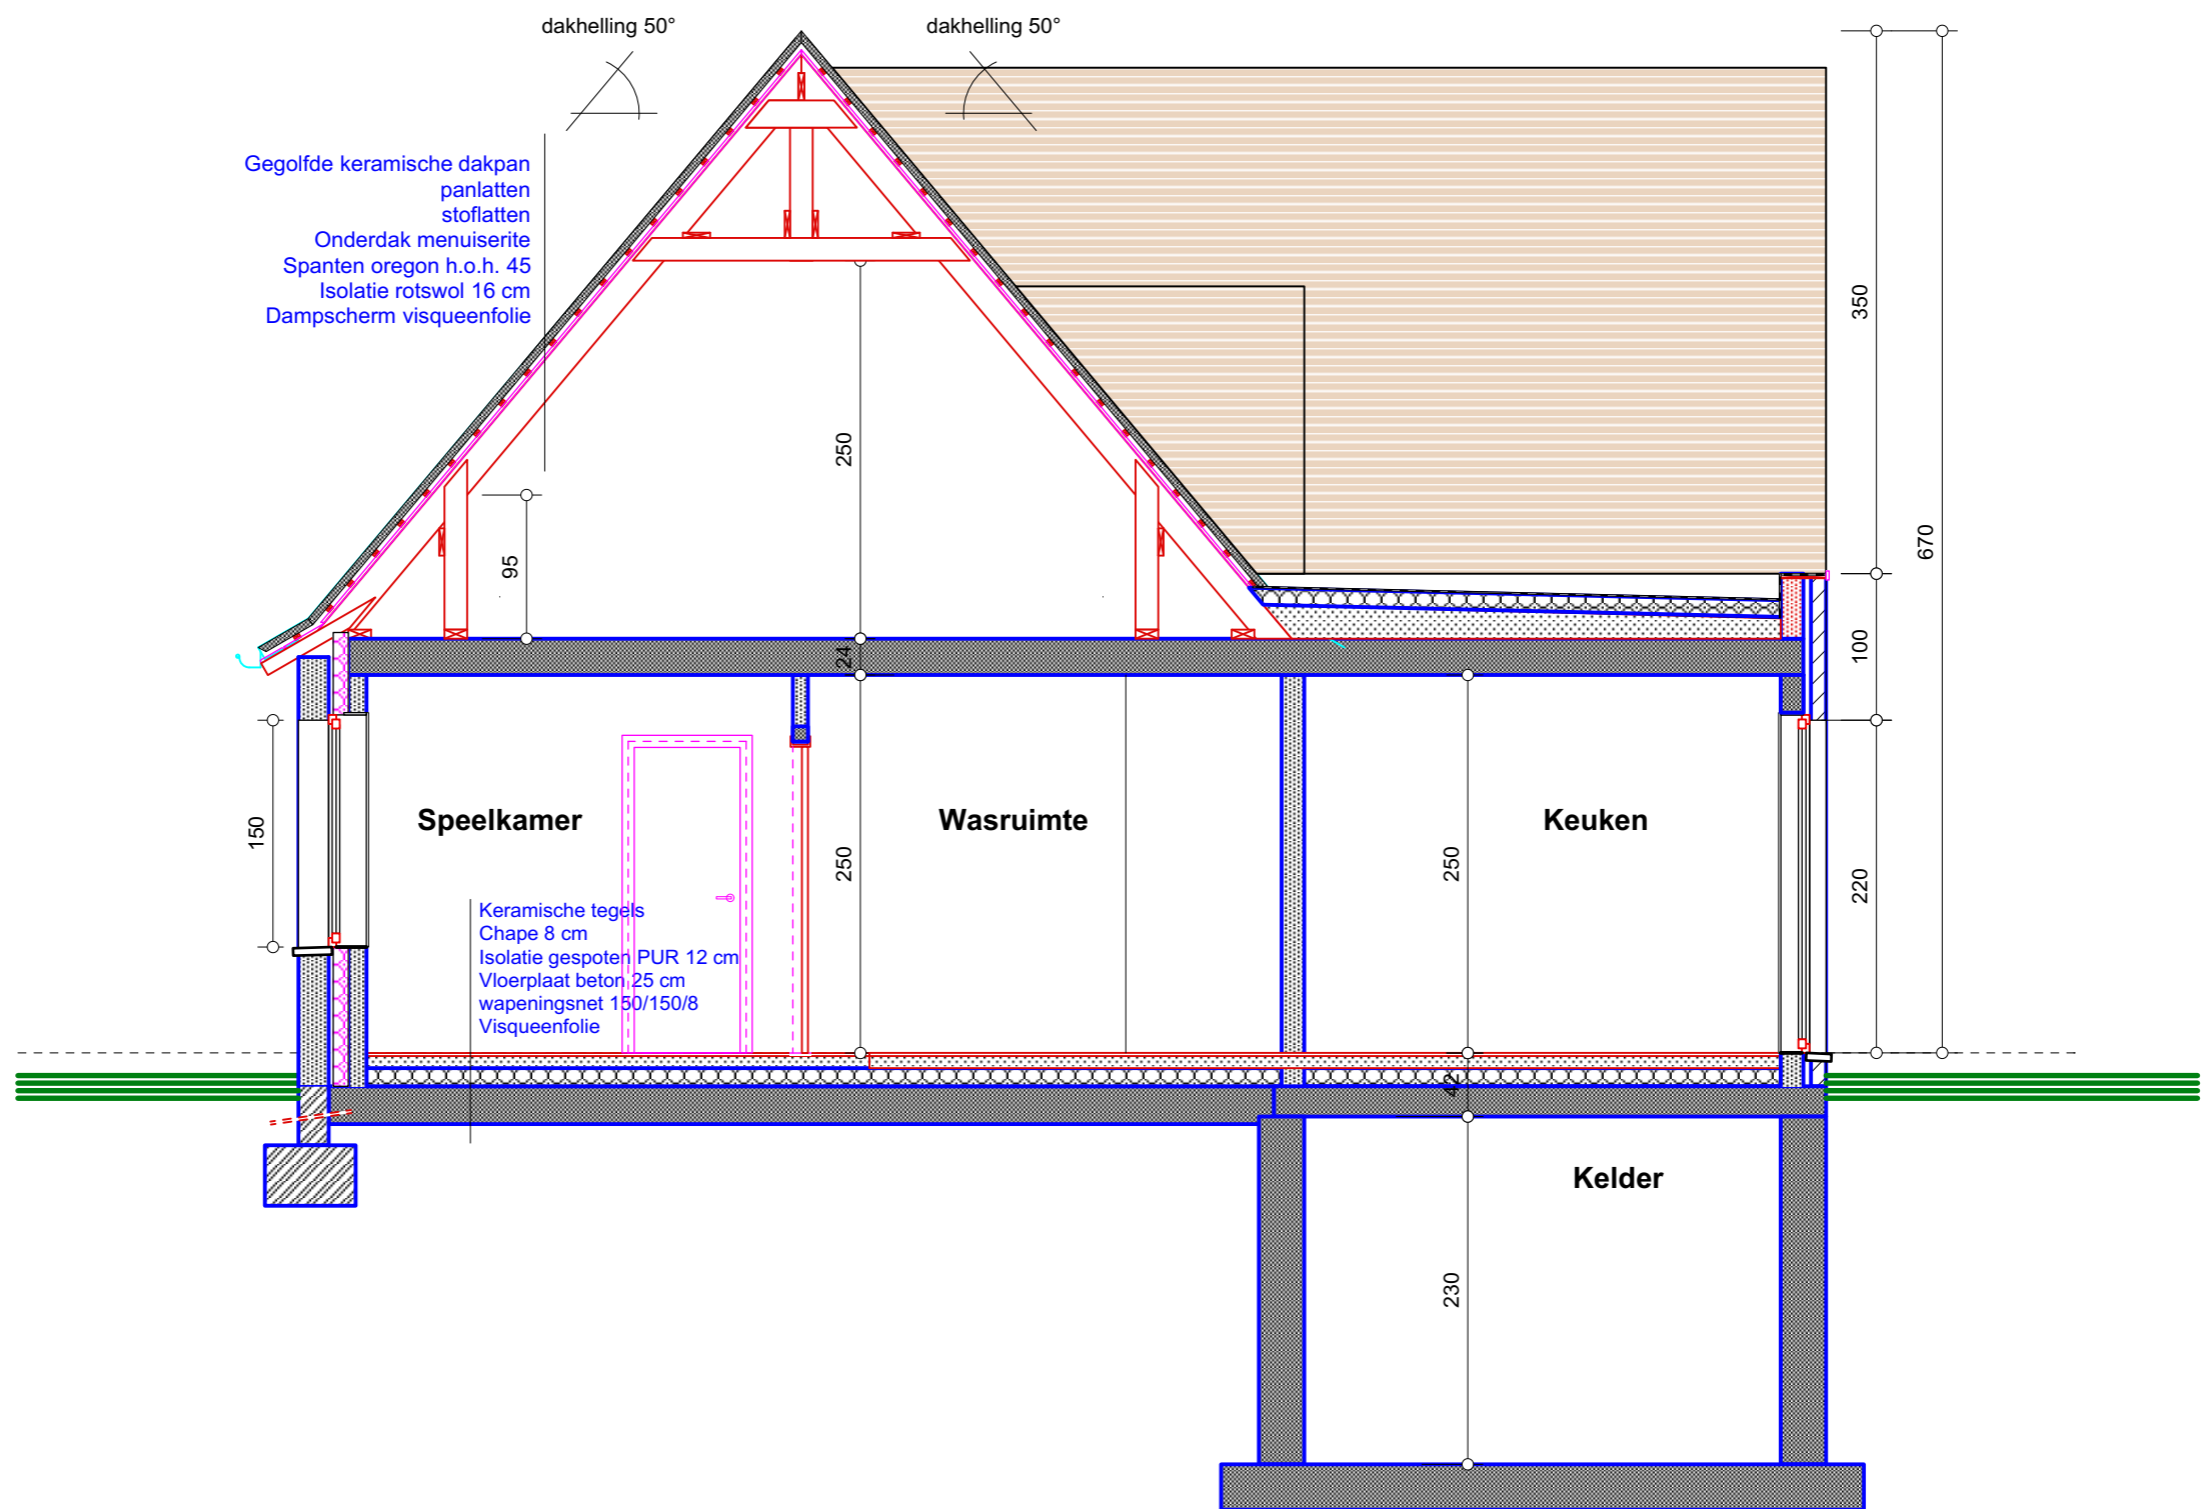 dakhelling 50°
dakhelling 50°
Gegolfde keramische dakpan
panlatten
stoflatten
Onderdak menuiserite
Spanten oregon h.o.h. 45
Isolatie rotswol 16 cm
Dampscherm visqueenfolie
350
670
250
95
24
100
150
Speelkamer
Wasruimte
Keuken
250
250
220
Keramische tegels
Chape 8 cm
Isolatie gespoten PUR 12 cm
Vloerplaat beton 25 cm
wapeningsnet 150/150/8
Visqueenfolie
42
Kelder
230